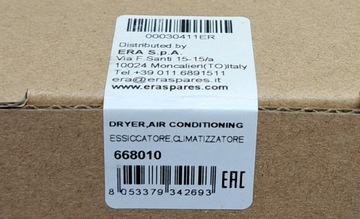 00030411ER
Distributed by
ERA S.p.A.
Via F.Santi 15-15/a
10024 Moncalieri(TO)Italy
Tel.+39 011.6891511
info@eraspares.it
www.eraspares.com
DRYER,AIR CONDITIONING
ESSICCATORE,CLIMATIZZATORE
668010
8 053379 342693
EAC